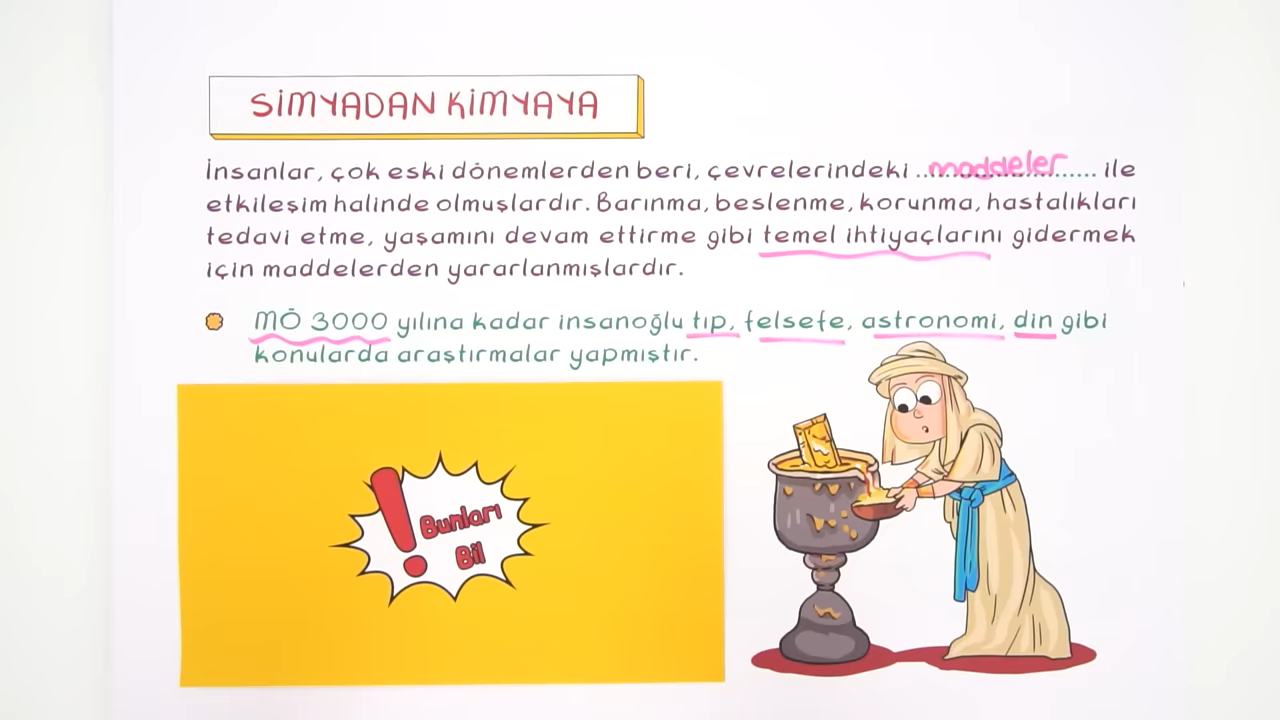 SİMYADAN KİMYAYA
İnsanlar, çok eski dönemlerden beri, çevrelerindeki ..maddeler.... ile
etkileşim halinde olmuşlardır. Barınma, beslenme, korunma, hastalıkları
tedavi etme, yaşamını devam ettirme gibi temel ihtiyaçlarını gidermek
için maddelerden yararlanmışlardır.
MÖ 3000 yılına kadar insanoğlu tıp, felsefe, astronomi, din gibi
konularda araştırmalar yapmıştır.
! Bunları
Bil